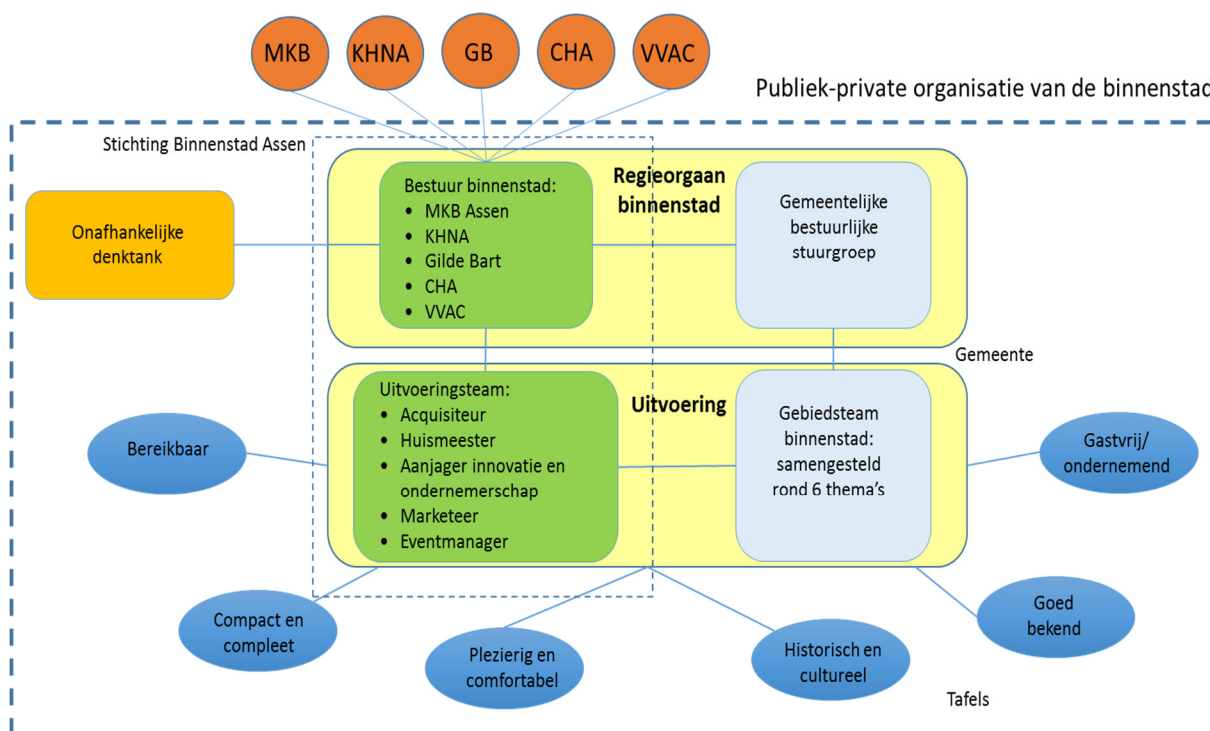 MKB
KHNA
GB
CHA
VVAC
Publiek-private organisatie van de binnenstad
Stichting Binnenstad Assen
Onafhankelijke
denktank
Bestuur binnenstad:
• MKB Assen
• KHNA
• Gilde Bart
• CHA
• VVAC
Regieorgaan
binnenstad
Gemeentelijke
bestuurlijke
stuurgroep
Gemeente
Uitvoeringsteam:
• Acquisiteur
• Huismeester
• Aanjager innovatie en
ondernemerschap
• Marketeer
• Eventmanager
Uitvoering
Gebiedsteam
binnenstad:
samengesteld
rond 6 thema's
Bereikbaar
Gastvrij/
ondernemend
Compact en
compleet
Plezierig en
comfortabel
Historisch en
cultureel
Goed
bekend
Tafels